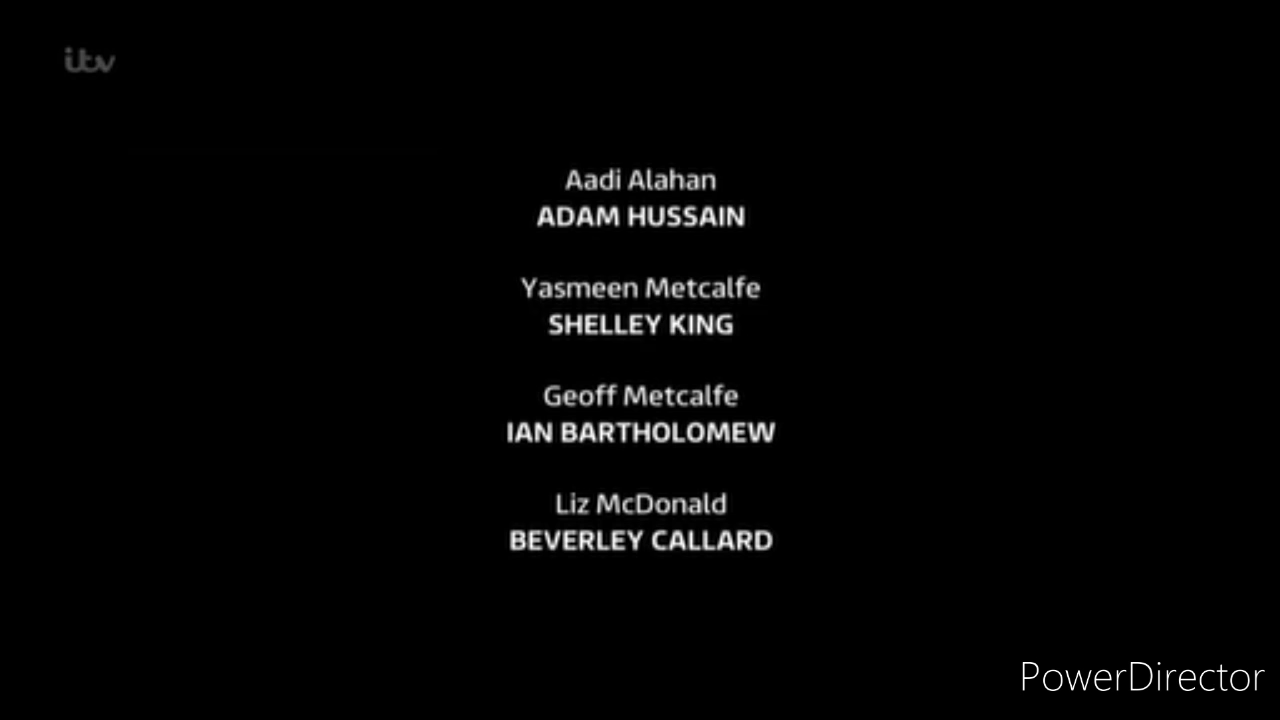 itv
Aadi Alahan
ADAM HUSSAIN
Yasmeen Metcalfe
SHELLEY KING
Geoff Metcalfe
IAN BARTHOLOMEW
Liz McDonald
BEVERLEY CALLARD
PowerDirector